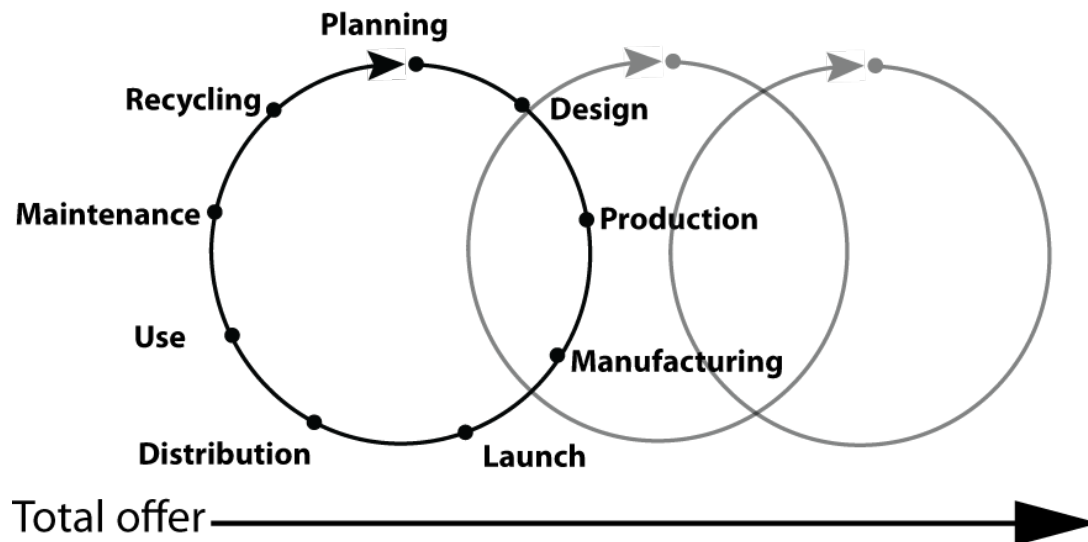 Planning
Design
Production
Manufacturing
Launch
Distribution
Use
Maintenance
Recycling
Total offer